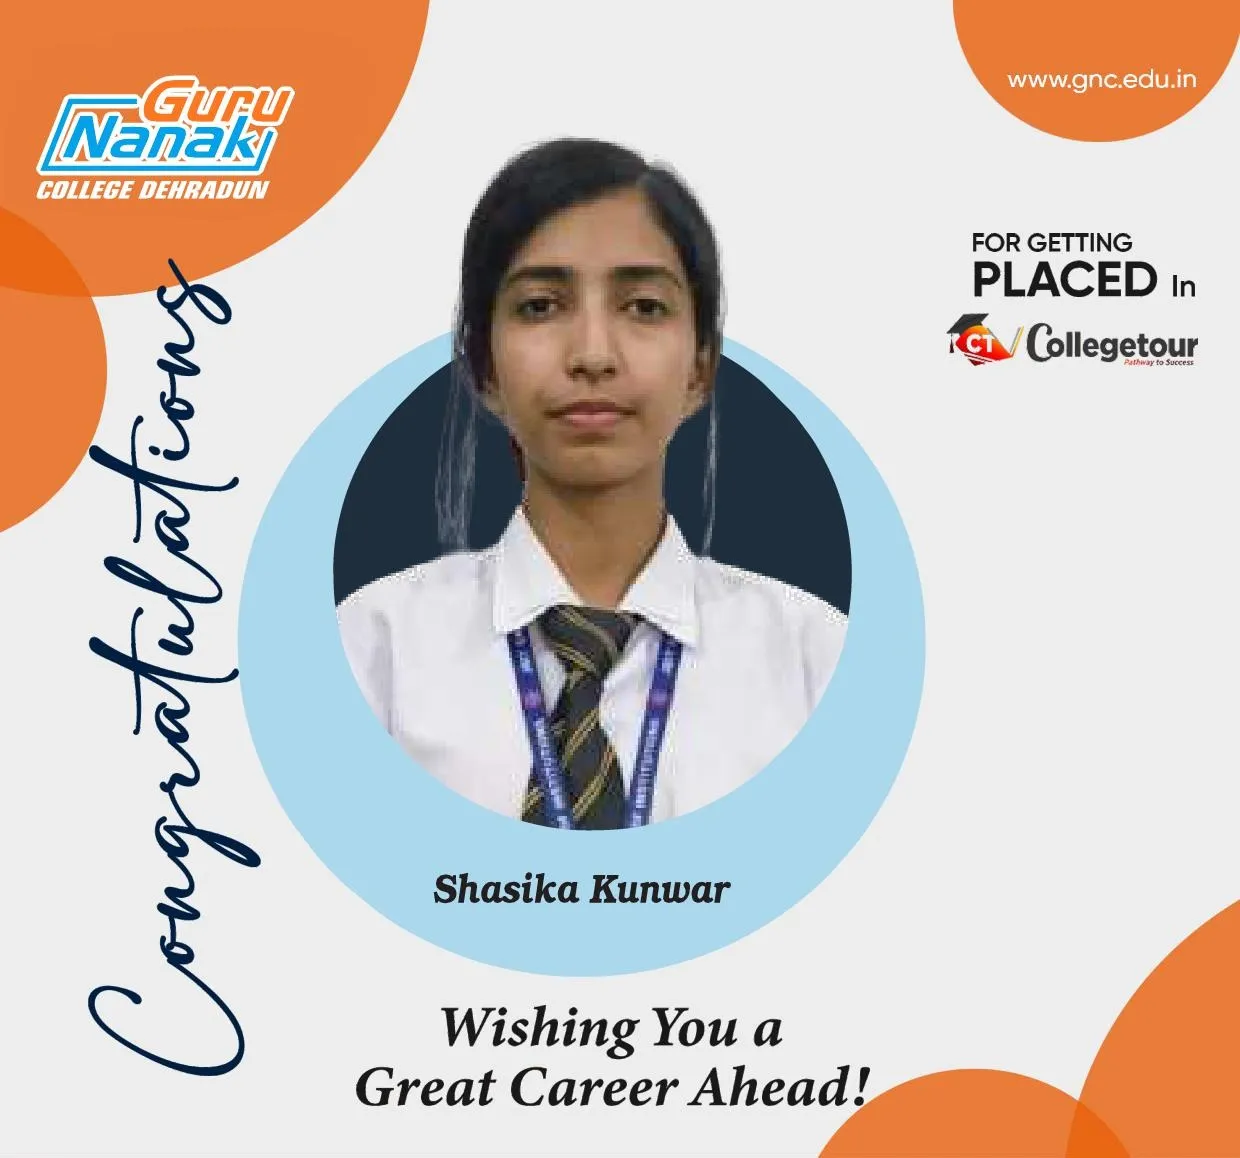 Guru
Nanak
COLLEGE DEHRADUN
www.gnc.edu.in
Congratulations
FOR GETTING
PLACED In
CT Collegetour
Pathway to Success
INSTITUTIONS
Shasika Kunwar
Wishing You a
Great Career Ahead!